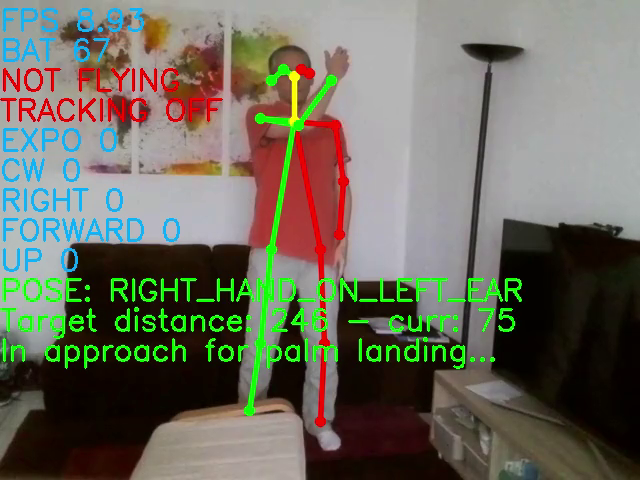 FPS 8.93
BAT 67
NOT FLYING
TRACKING OFF
EXPO 0
CW 0
RIGHT 0
FORWARD 0
UP 0
POSE: RIGHT_HAND_ON_LEFT_EAR
Target distance: 246 - curr: 75
In approach for palm landing...